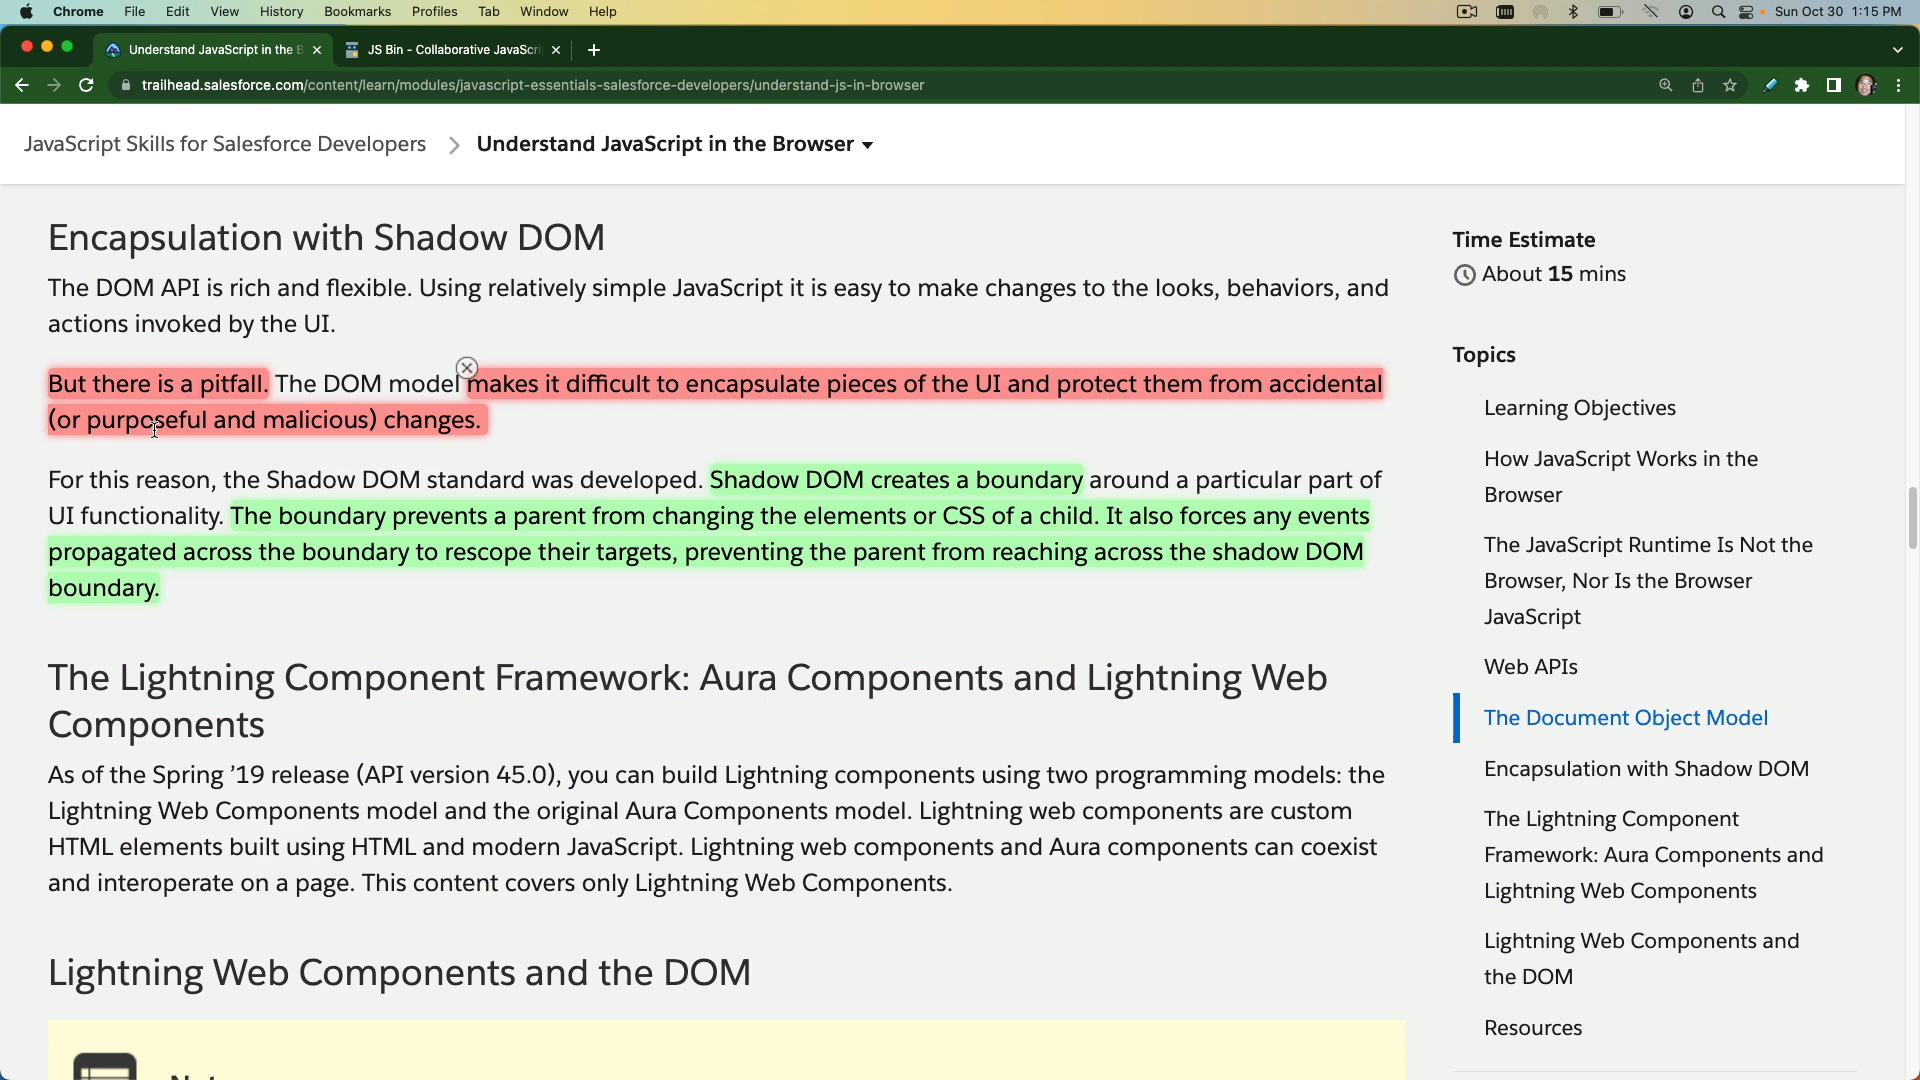 Chrome File Edit View History Bookmarks Profiles Tab Window Help Sun Oct 30 1:15 PM
Understand JavaScript in the B JS Bin - Collaborative JavaScri
trailhead.salesforce.com/content/learn/modules/javascript-essentials-salesforce-developers/understand-js-in-browser
JavaScript Skills for Salesforce Developers > Understand JavaScript in the Browser
Encapsulation with Shadow DOM
The DOM API is rich and flexible. Using relatively simple JavaScript it is easy to make changes to the looks, behaviors, and
actions invoked by the UI.
But there is a pitfall. The DOM model makes it difficult to encapsulate pieces of the UI and protect them from accidental
(or purposeful and malicious) changes.
For this reason, the Shadow DOM standard was developed. Shadow DOM creates a boundary around a particular part of
UI functionality. The boundary prevents a parent from changing the elements or CSS of a child. It also forces any events
propagated across the boundary to rescope their targets, preventing the parent from reaching across the shadow DOM
boundary.
The Lightning Component Framework: Aura Components and Lightning Web
Components
As of the Spring ’19 release (API version 45.0), you can build Lightning components using two programming models: the
Lightning Web Components model and the original Aura Components model. Lightning web components are custom
HTML elements built using HTML and modern JavaScript. Lightning web components and Aura components can coexist
and interoperate on a page. This content covers only Lightning Web Components.
Lightning Web Components and the DOM
Time Estimate
About 15 mins
Topics
Learning Objectives
How JavaScript Works in the
Browser
The JavaScript Runtime Is Not the
Browser, Nor Is the Browser
JavaScript
Web APIs
The Document Object Model
Encapsulation with Shadow DOM
The Lightning Component
Framework: Aura Components and
Lightning Web Components
Lightning Web Components and
the DOM
Resources